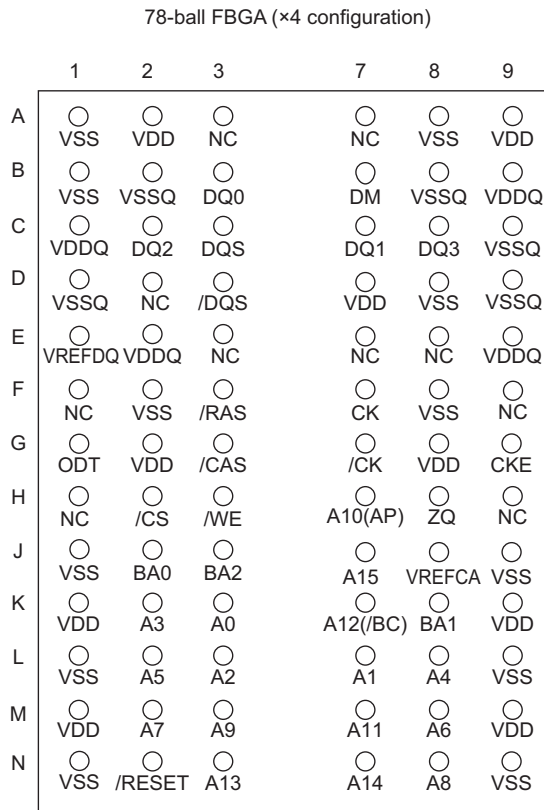 78-ball FBGA (×4 configuration)
1 2 3 7 8 9
A
VSS VDD NC NC VSS VDD
B
VSS VSSQ DQ0 DM VSSQ VDDQ
C
VDDQ DQ2 DQS DQ1 DQ3 VSSQ
D
VSSQ NC /DQS VDD VSS VSSQ
E
VREFDQ VDDQ NC NC NC VDDQ
F
NC VSS /RAS CK VSS NC
G
ODT VDD /CAS /CK VDD CKE
H
NC /CS /WE A10(AP) ZQ NC
J
VSS BA0 BA2 A15 VREFCA VSS
K
VDD A3 A0 A12(/BC) BA1 VDD
L
VSS A5 A2 A1 A4 VSS
M
VDD A7 A9 A11 A6 VDD
N
VSS /RESET A13 A14 A8 VSS